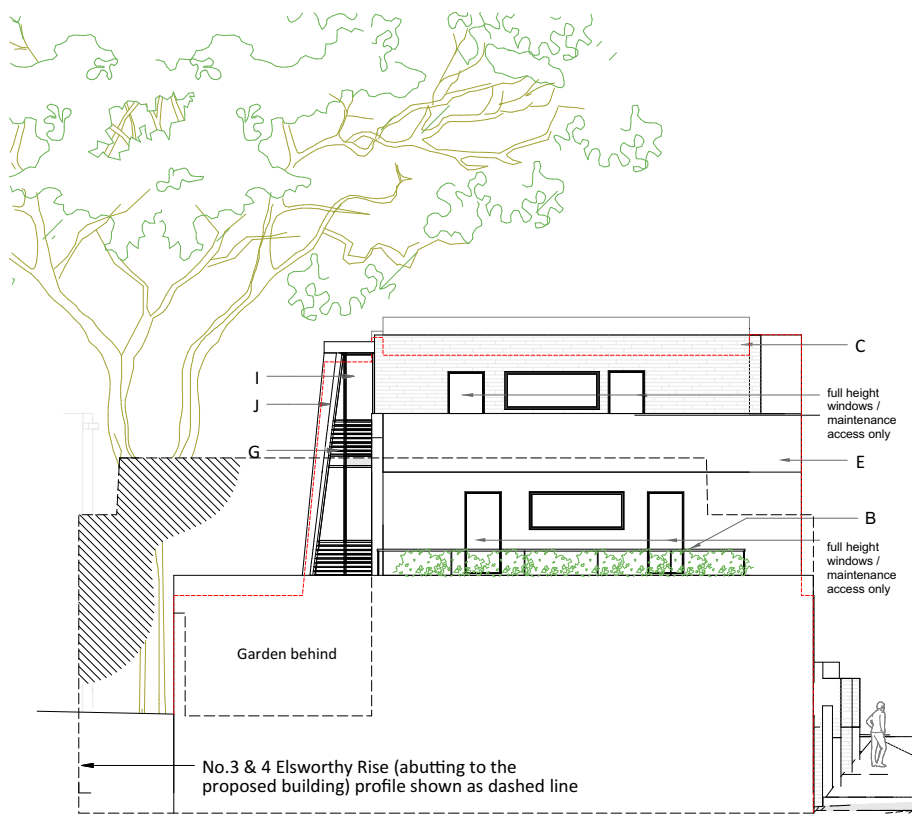 C
I
full height
windows /
maintenance
access only
J
G
E
B
full height
windows /
maintenance
access only
Garden behind
No.3 & 4 Elsworthy Rise (abutting to the
proposed building) profile shown as dashed line